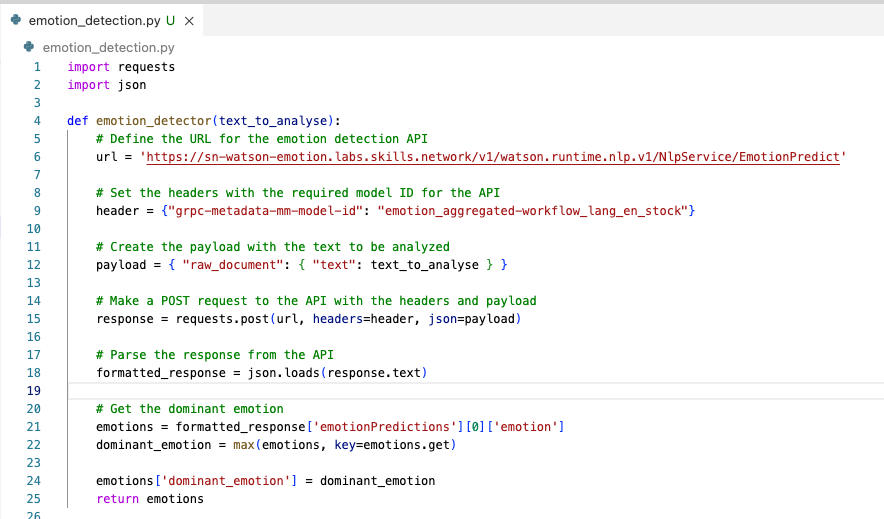 emotion_detection.py U ×
emotion_detection.py
1 import requests
2 import json
3
4 def emotion_detector(text_to_analyse):
5     # Define the URL for the emotion detection API
6     url = 'https://sn-watson-emotion.labs.skills.network/v1/watson.runtime.nlp.v1/NlpService/EmotionPredict'
7
8     # Set the headers with the required model ID for the API
9     header = {"grpc-metadata-mm-model-id": "emotion_aggregated-workflow_lang_en_stock"}
10
11     # Create the payload with the text to be analyzed
12     payload = { "raw_document": { "text": text_to_analyse } }
13
14     # Make a POST request to the API with the headers and payload
15     response = requests.post(url, headers=header, json=payload)
16
17     # Parse the response from the API
18     formatted_response = json.loads(response.text)
19
20     # Get the dominant emotion
21     emotions = formatted_response['emotionPredictions'][0]['emotion']
22     dominant_emotion = max(emotions, key=emotions.get)
23
24     emotions['dominant_emotion'] = dominant_emotion
25     return emotions
26